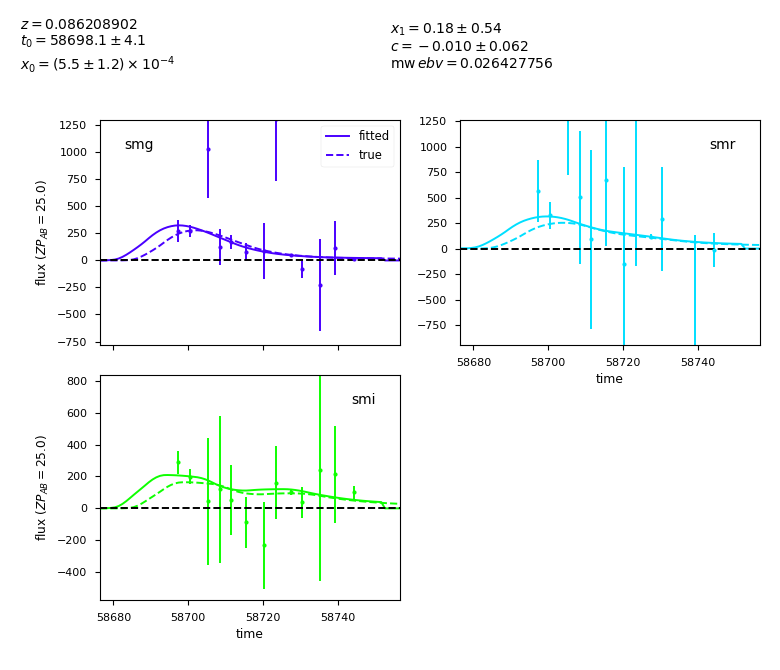 z = 0.086208902
t₀ = 58698.1 ± 4.1
x₀ = (5.5 ± 1.2) × 10⁻⁴
x₁ = 0.18 ± 0.54
c = −0.010 ± 0.062
mw ebv = 0.026427756
smg
fitted
true
1250
1000
750
500
250
0
−250
−500
−750
flux (ZP_AB = 25.0)
smr
1250
1000
750
500
250
0
−250
−500
−750
58680 58700 58720 58740
time
smi
800
600
400
200
0
−200
−400
flux (ZP_AB = 25.0)
58680 58700 58720 58740
time